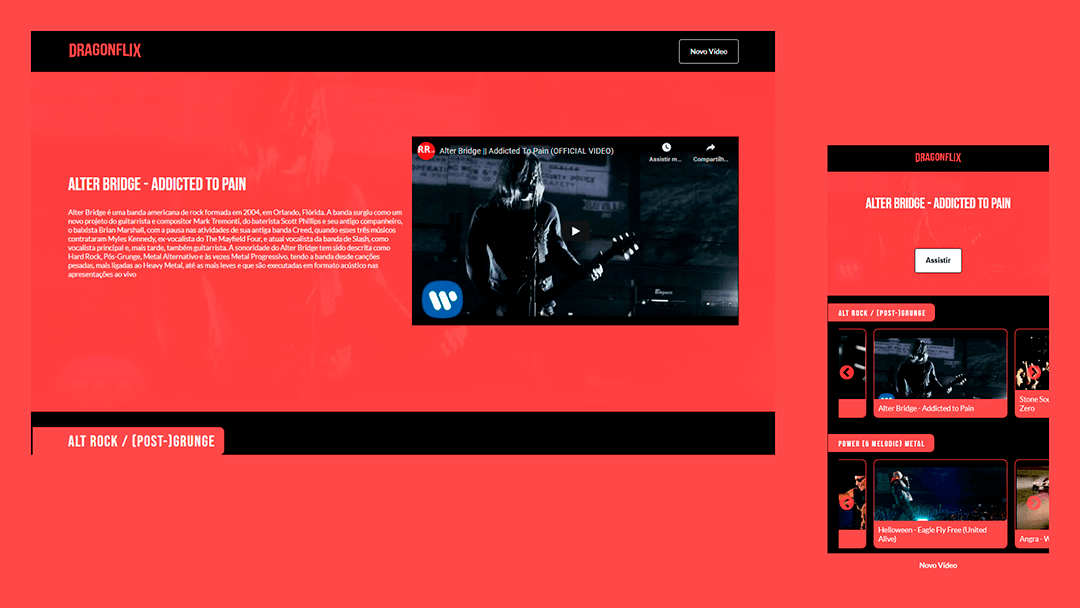 DRAGONFLIX
Novo Vídeo
ALTER BRIDGE - ADDICTED TO PAIN
Alter Bridge é uma banda americana de rock formada em 2004, em Orlando, Flórida. A banda surgiu como um
novo projeto do guitarrista e compositor Mark Tremonti, do baterista Scott Phillips e seu antigo companheiro,
o baixista Brian Marshall, com a pausa nas atividades de sua antiga banda Creed, quando esses três músicos
contrataram Myles Kennedy, ex-vocalista do The Mayfield Four, e atual vocalista da banda de Slash, como
vocalista principal e, mais tarde, também guitarrista. A sonoridade do Alter Bridge tem sido descrita como
Hard Rock, Pós-Grunge, Metal Alternativo e às vezes Metal Progressivo, tendo a banda desde canções
pesadas, mais ligadas ao Heavy Metal, até as mais leves e que são executadas em formato acústico nas
apresentações ao vivo
RR..
Alter Bridge || Addicted To Pain (OFFICIAL VIDEO)
Assistir m...
Compartilh...
ALT ROCK / (POST-)GRUNGE
DRAGONFLIX
ALTER BRIDGE - ADDICTED TO PAIN
Assistir
ALT ROCK / (POST-)GRUNGE
Alter Bridge - Addicted to Pain
Stone Sou
Zero
POWER (& MELODIC) METAL
Helloween - Eagle Fly Free (United
Alive)
Angra - W
Novo Vídeo